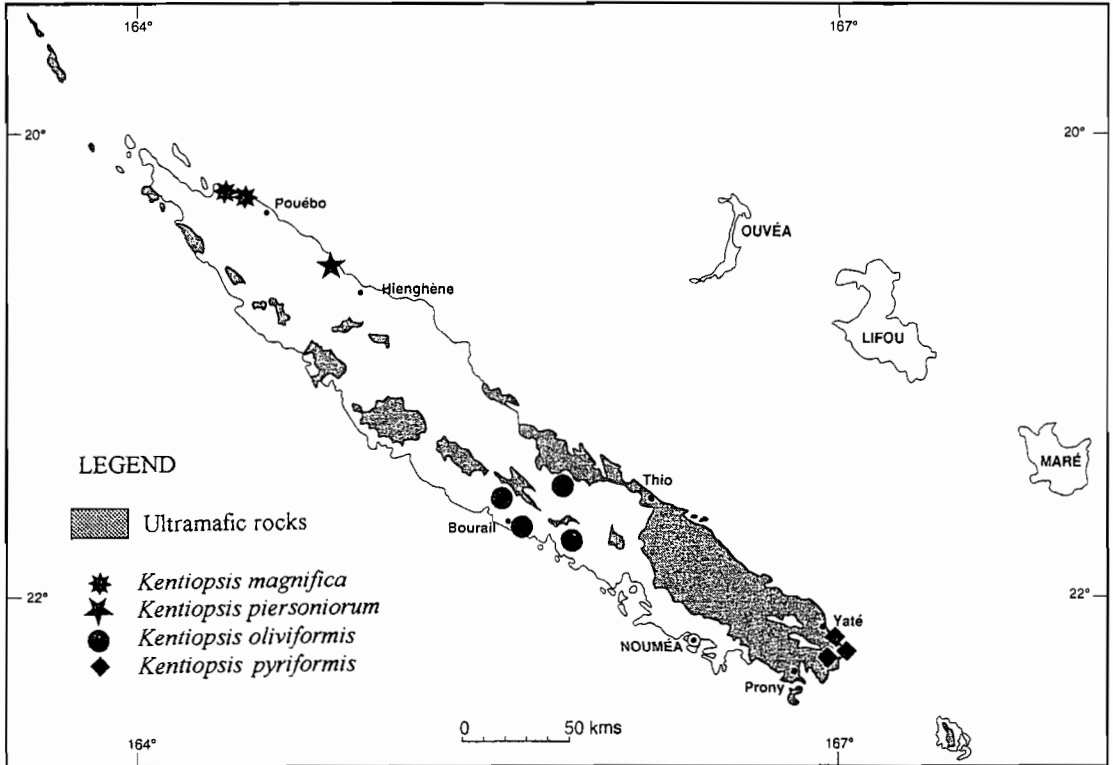 164°
167°
20°
20°
Pouébo
OUVÉA
Hienghène
LIFOU
MARÉ
LEGEND
Thio
Ultramafic rocks
Bourail
Kentiopsis magnifica
22°
22°
Kentiopsis piersoniorum
Yaté
Kentiopsis oliviformis
NOUMÉA
Kentiopsis pyriformis
Prony
0 50 kms
164°
167°